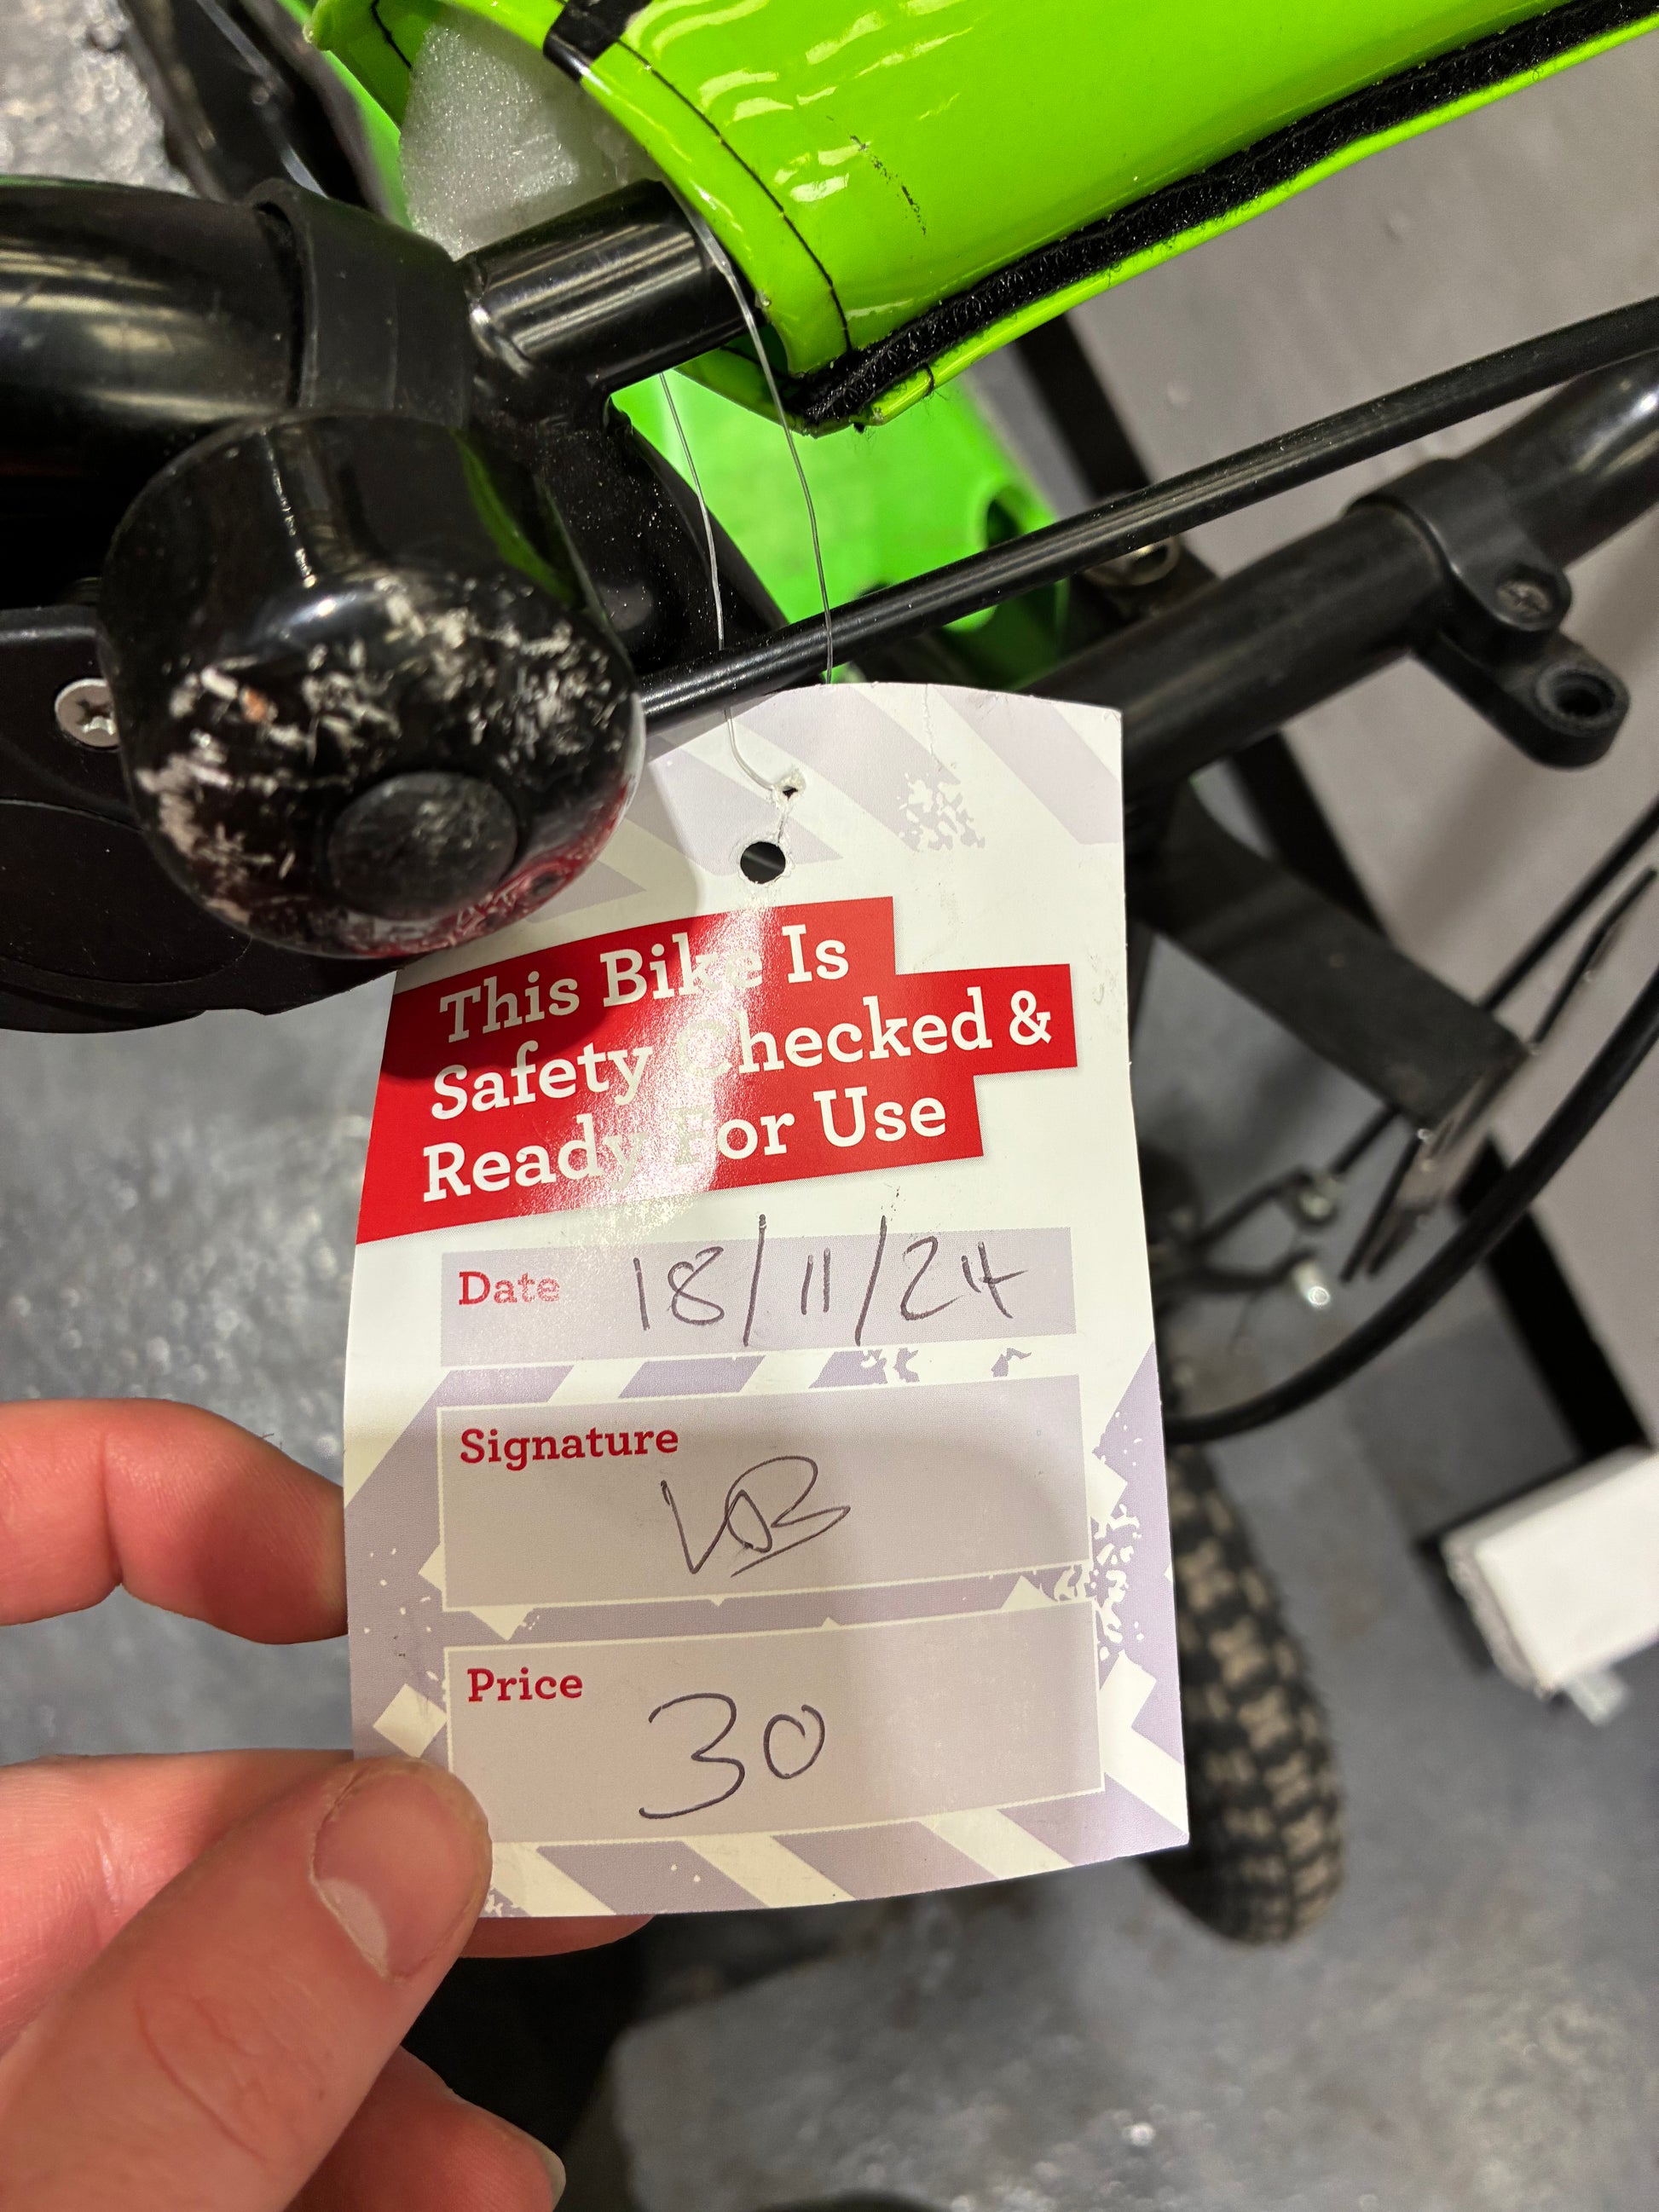 This Bike Is
Safety Checked &
Ready For Use
Date 18/11/24
Signature
Price
30